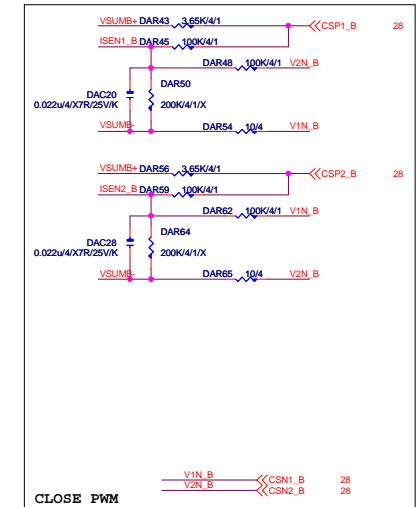 VSUMB+ DAR43 3.65K/4/1 CSP1_B 28
ISEN1_B DAR45 100K/4/1
DAR48 100K/4/1 V2N_B
DAR50
DAC20
0.022u/4/X7R/25V/K 200K/4/1/X
VSUMB- DAR54 10/4 V1N_B
VSUMB+ DAR56 3.65K/4/1 CSP2_B 28
ISEN2_B DAR59 100K/4/1
DAR62 100K/4/1 V1N_B
DAR64
DAC28
0.022u/4/X7R/25V/K 200K/4/1/X
VSUMB- DAR65 10/4 V2N_B
V1N_B CSN1_B 28
V2N_B CSN2_B 28
CLOSE PWM